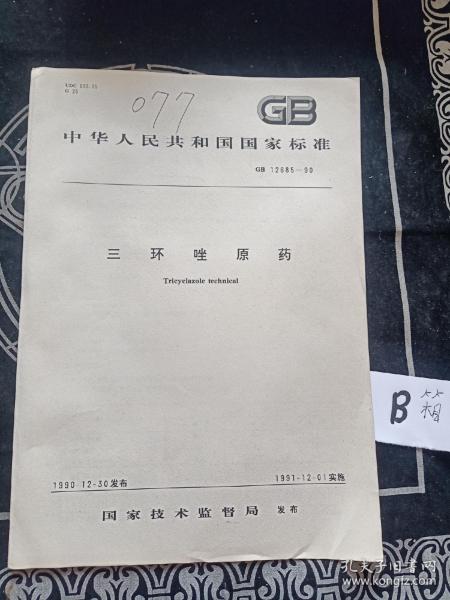 G 25
077
GB
中华人民共和国国家标准
GB 12685—90
三环唑原药
Tricyclazole technical
1990-12-30发布
1991-12-01实施
国家技术监督局 发布
B箱
孔夫子旧书网
www.kongfz.com